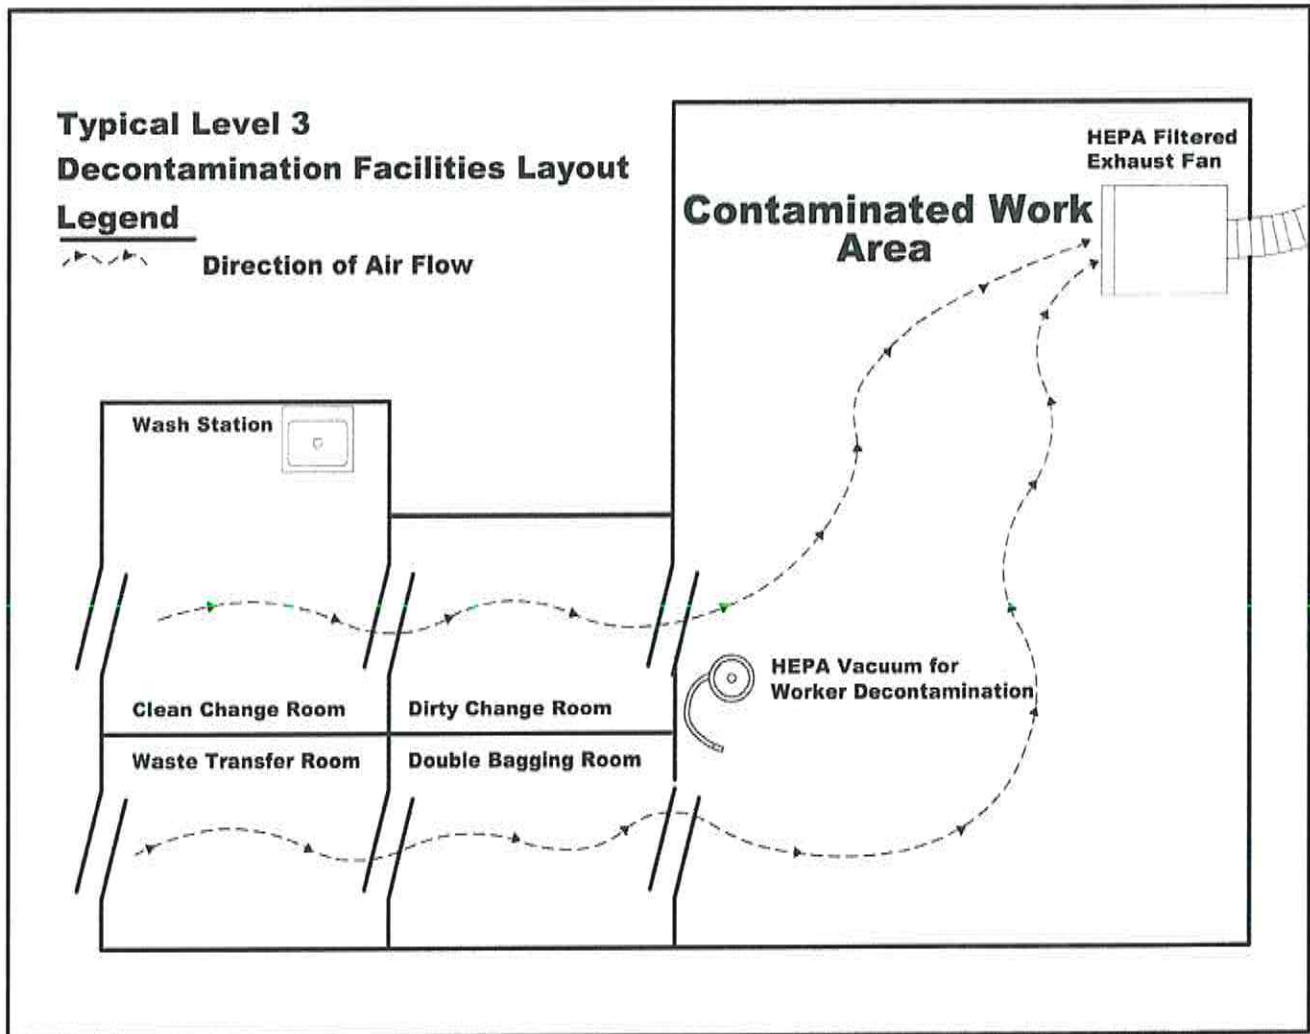 Typical Level 3
Decontamination Facilities Layout
Legend
Direction of Air Flow
HEPA Filtered
Exhaust Fan
Contaminated Work
Area
Wash Station
HEPA Vacuum for
Worker Decontamination
Clean Change Room
Dirty Change Room
Waste Transfer Room
Double Bagging Room